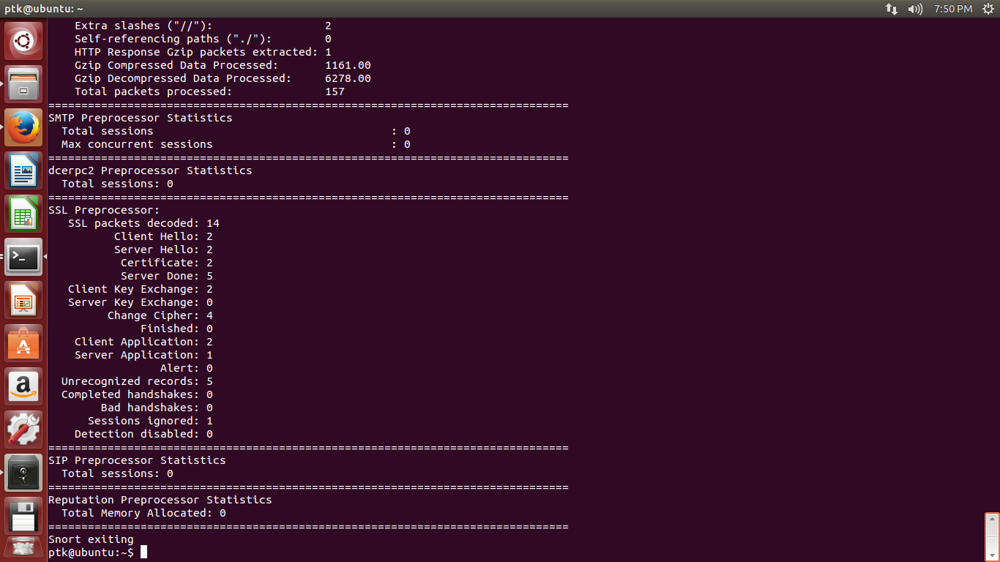 ptk@ubuntu: ~
7:50 PM
Extra slashes ("//"): 2
Self-referencing paths ("./"): 0
HTTP Response Gzip packets extracted: 1
Gzip Compressed Data Processed: 1161.00
Gzip Decompressed Data Processed: 6278.00
Total packets processed: 157
===============================================================================
SMTP Preprocessor Statistics
Total sessions : 0
Max concurrent sessions : 0
===============================================================================
dcerpc2 Preprocessor Statistics
Total sessions: 0
===============================================================================
SSL Preprocessor:
SSL packets decoded: 14
Client Hello: 2
Server Hello: 2
Certificate: 2
Server Done: 5
Client Key Exchange: 2
Server Key Exchange: 0
Change Cipher: 4
Finished: 0
Client Application: 2
Server Application: 1
Alert: 0
Unrecognized records: 5
Completed handshakes: 0
Bad handshakes: 0
Sessions ignored: 1
Detection disabled: 0
===============================================================================
SIP Preprocessor Statistics
Total sessions: 0
===============================================================================
Reputation Preprocessor Statistics
Total Memory Allocated: 0
===============================================================================
Snort exiting
ptk@ubuntu:~$